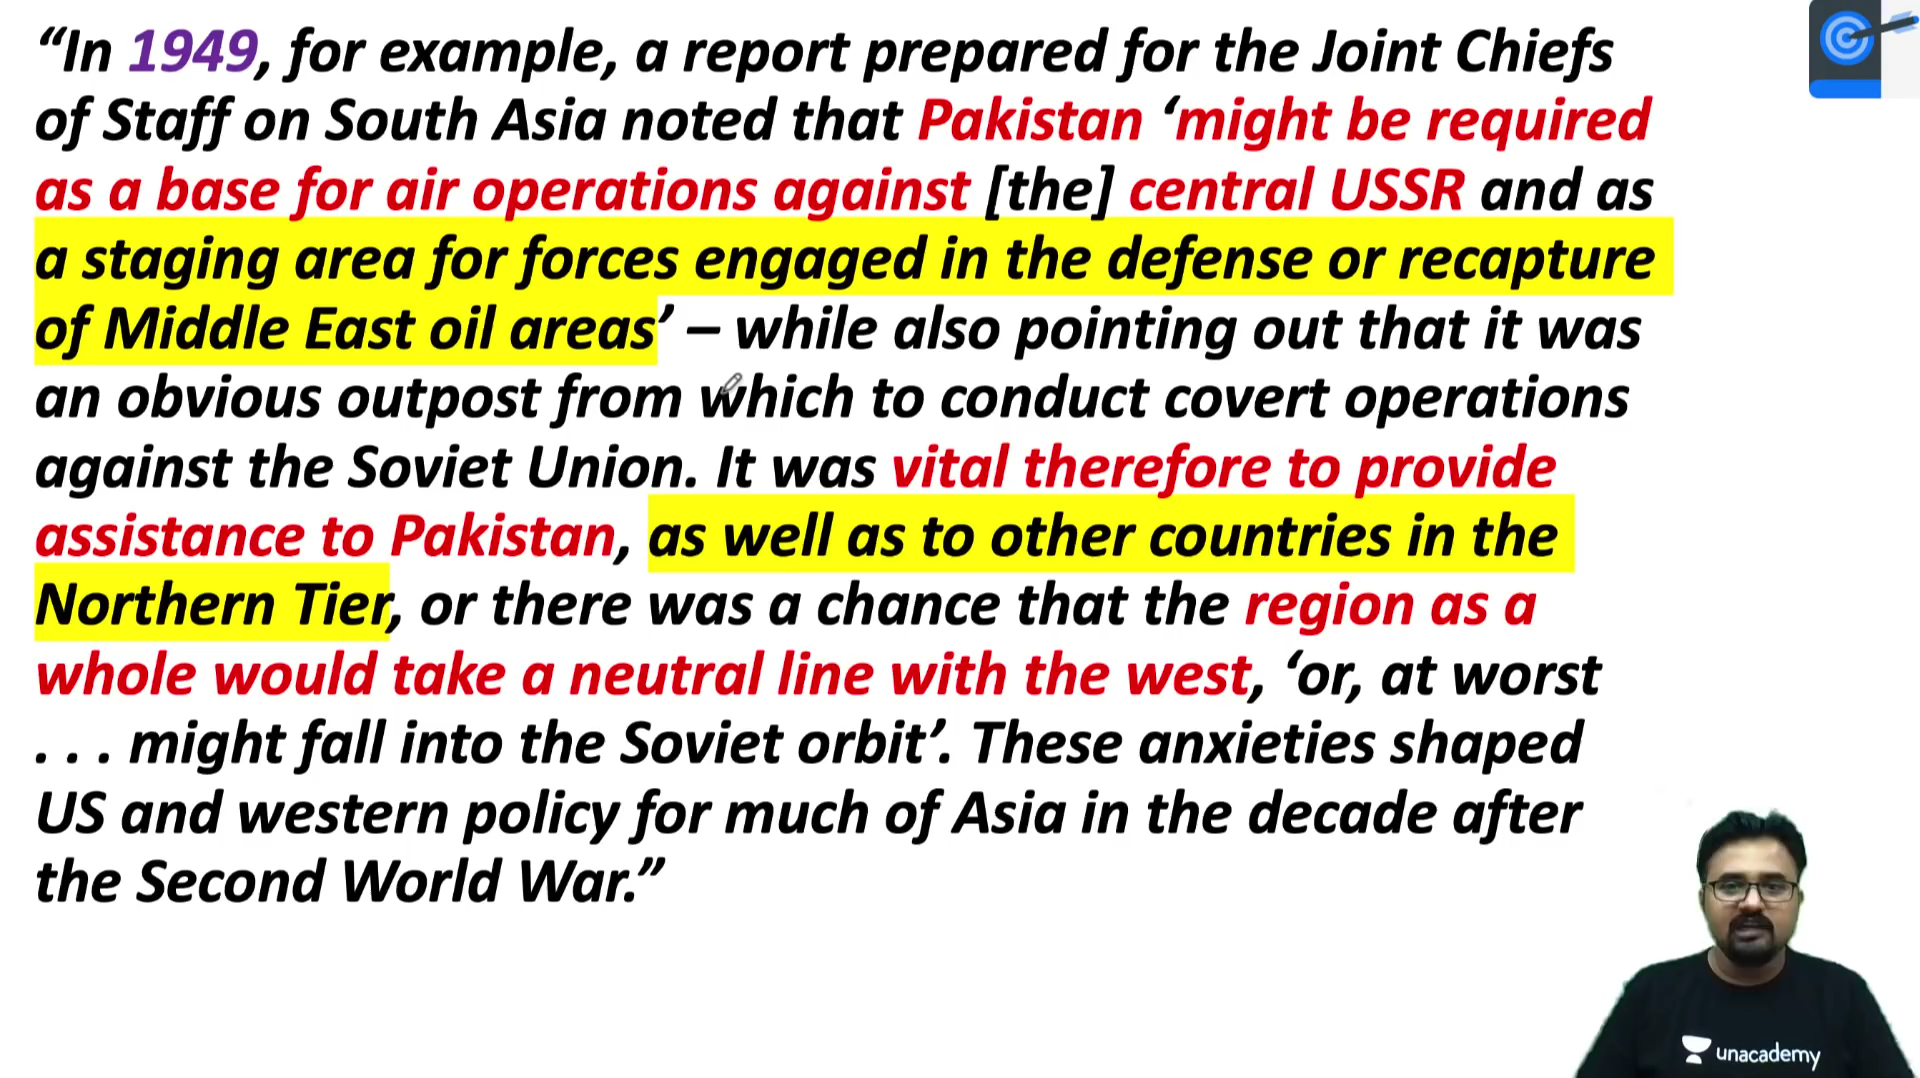 “In 1949, for example, a report prepared for the Joint Chiefs
of Staff on South Asia noted that Pakistan ‘might be required
as a base for air operations against [the] central USSR and as
a staging area for forces engaged in the defense or recapture
of Middle East oil areas’ – while also pointing out that it was
an obvious outpost from which to conduct covert operations
against the Soviet Union. It was vital therefore to provide
assistance to Pakistan, as well as to other countries in the
Northern Tier, or there was a chance that the region as a
whole would take a neutral line with the west, ‘or, at worst
. . . might fall into the Soviet orbit’. These anxieties shaped
US and western policy for much of Asia in the decade after
the Second World War.”
unacademy